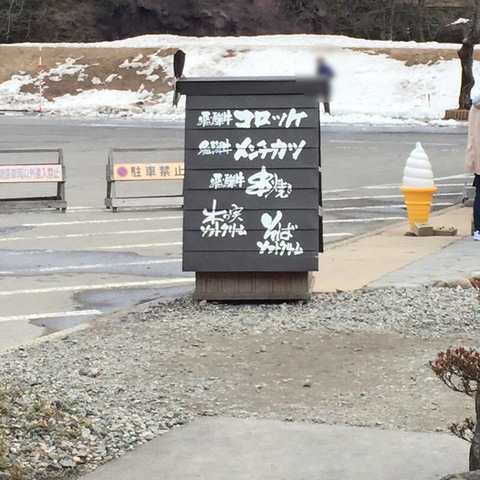 飛騨牛コロッケ
飛騨牛メンチカツ
飛騨牛串焼き
木の実
ソフトクリーム
そば
ソフトクリーム
駐車禁止